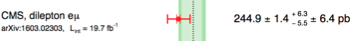 CMS, dilepton eμ
arXiv:1603.02303, L_int = 19.7 fb⁻¹
244.9 ± 1.4 + 6.3 − 5.5 ± 6.4 pb